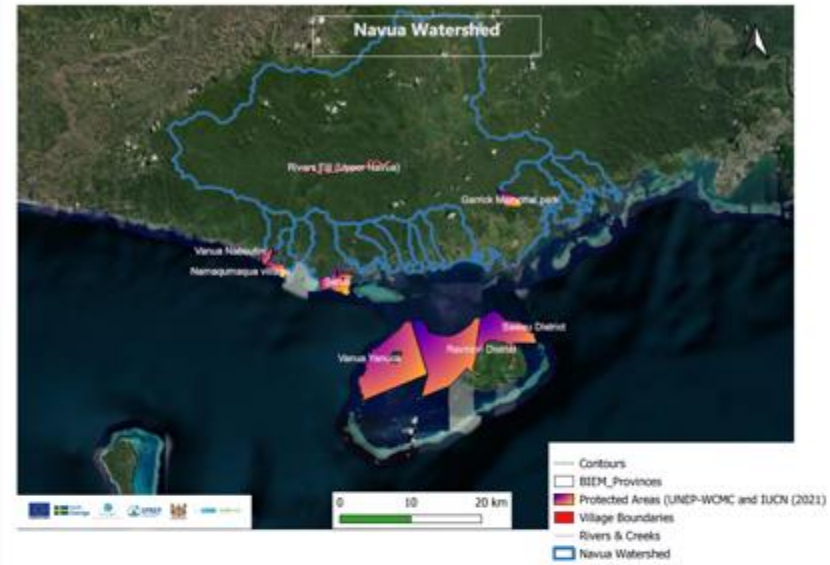 Navua Watershed
Rivers Fiji (Upper Navua)
Garrick Memorial park
Vanua Naboutini
Namaqumaqua village
Vanua Yanuca
Raviravi District
Sawau District
0 10 20 km
Contours
BIEM_Provinces
Protected Areas (UNEP-WCMC and IUCN (2021)
Village Boundaries
Rivers & Creeks
Navua Watershed